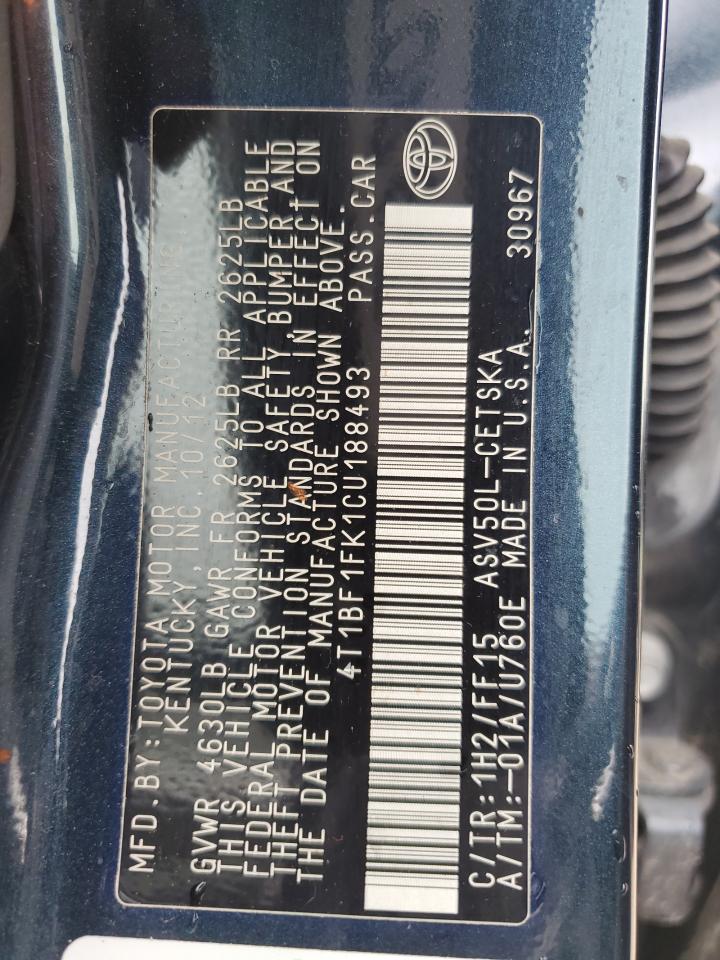 MFD.BY:TOYOTA MOTOR MANUFACTURING
KENTUCKY,INC. 10/12
GVWR 4630LB GAWR FR 2625LB RR 2625LB
THIS VEHICLE CONFORMS TO ALL APPLICABLE
FEDERAL MOTOR VEHICLE SAFETY,BUMPER,AND
THEFT PREVENTION STANDARDS IN EFFECT ON
THE DATE OF MANUFACTURE SHOWN ABOVE.
4T1BF1FK1CU188493 PASS.CAR
C/TR:1H2/FF15 ASV50L-CETSKA
A/TM:-01A/U760E MADE IN U.S.A. 30967